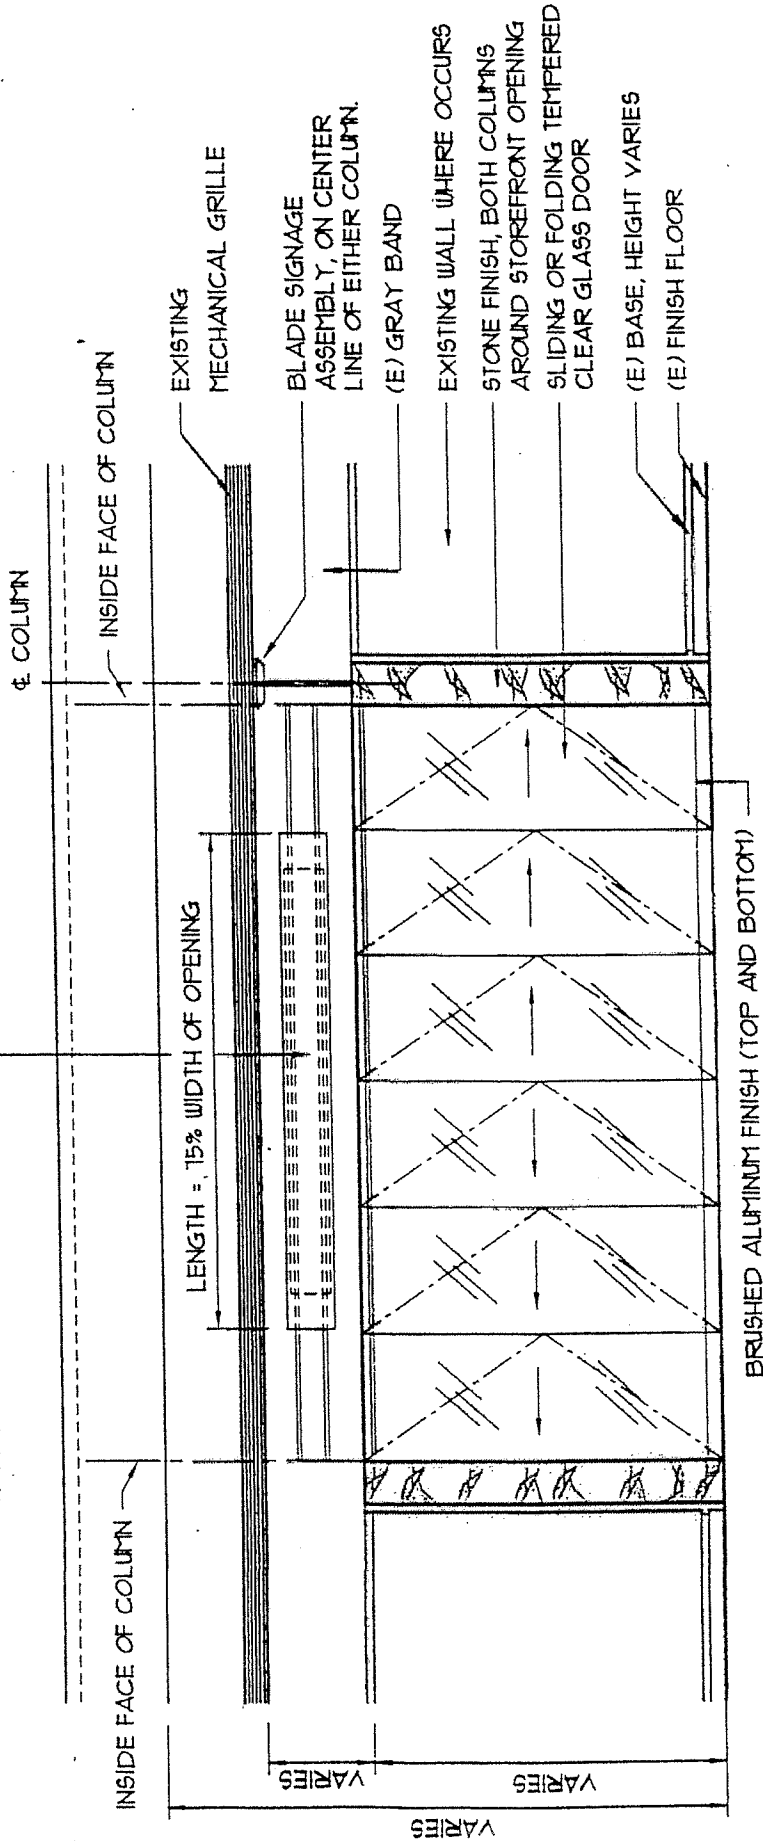 ₵ COLUMN
INSIDE FACE OF COLUMN
EXISTING
MECHANICAL GRILLE
BLADE SIGNAGE
ASSEMBLY, ON CENTER
LINE OF EITHER COLUMN.
(E) GRAY BAND
EXISTING WALL WHERE OCCURS
STONE FINISH, BOTH COLUMNS
AROUND STOREFRONT OPENING
SLIDING OR FOLDING TEMPERED
CLEAR GLASS DOOR
(E) BASE, HEIGHT VARIES
(E) FINISH FLOOR
LENGTH = 75% WIDTH OF OPENING
BRUSHED ALUMINUM FINISH (TOP AND BOTTOM)
INSIDE FACE OF COLUMN
VARIES
VARIES
VARIES